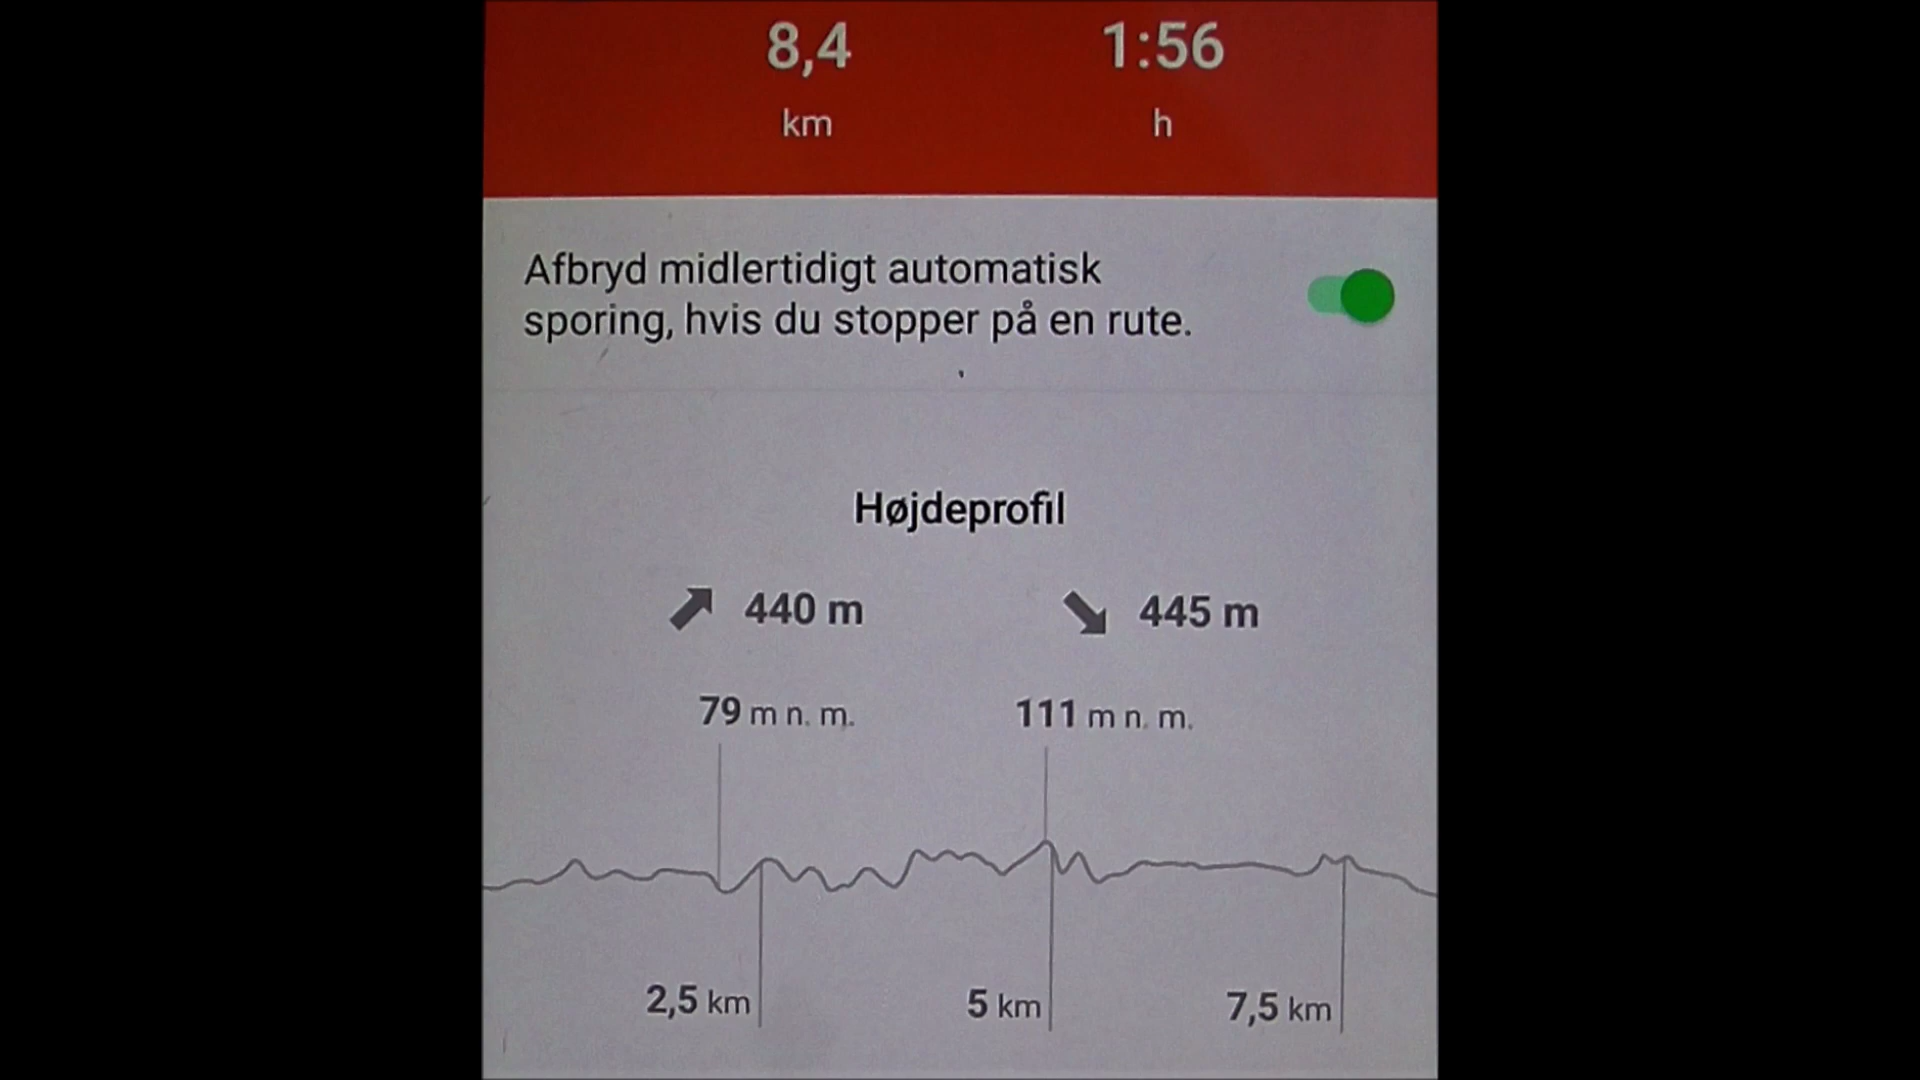 8,4
1:56
km
h
Afbryd midlertidigt automatisk
sporing, hvis du stopper på en rute.
Højdeprofil
440 m
445 m
79 m n. m.
111 m n. m.
2,5 km
5 km
7,5 km